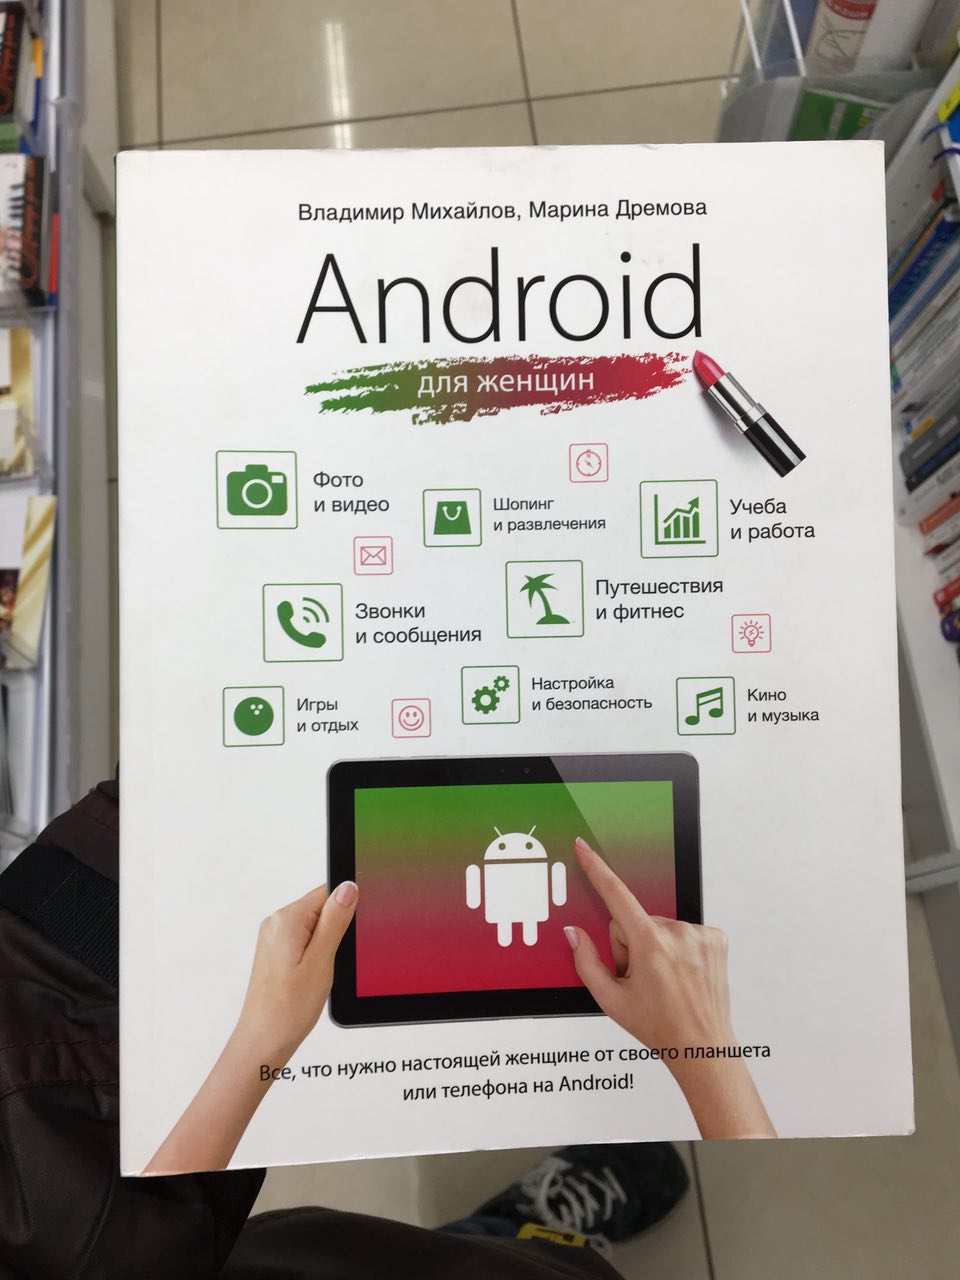 Владимир Михайлов, Марина Дремова
Android
для женщин
Фото
и видео
Шопинг
и развлечения
Учеба
и работа
Звонки
и сообщения
Путешествия
и фитнес
Игры
и отдых
Настройка
и безопасность
Кино
и музыка
Все, что нужно настоящей женщине от своего планшета
или телефона на Android!